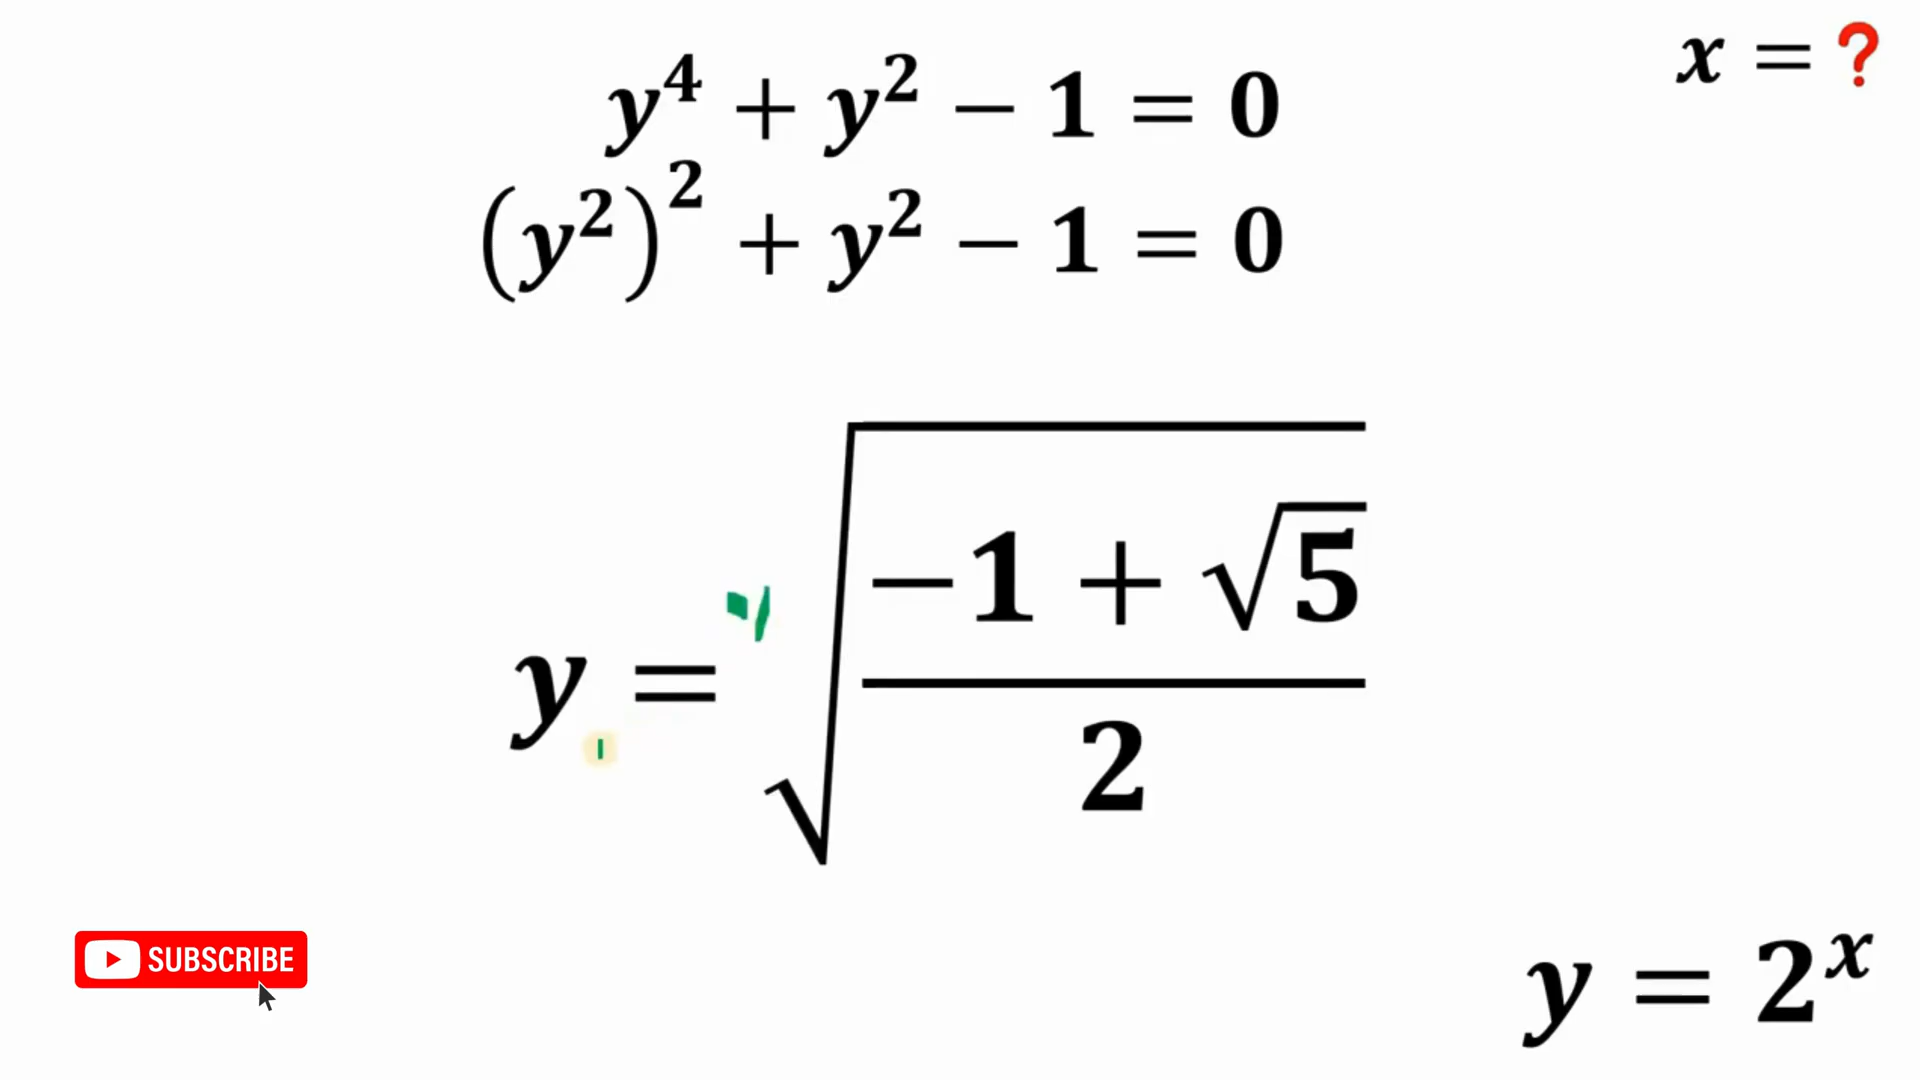 y⁴ + y² − 1 = 0
x = ?
(y²)² + y² − 1 = 0
y = √((−1 + √5)/2)
SUBSCRIBE
y = 2ˣ